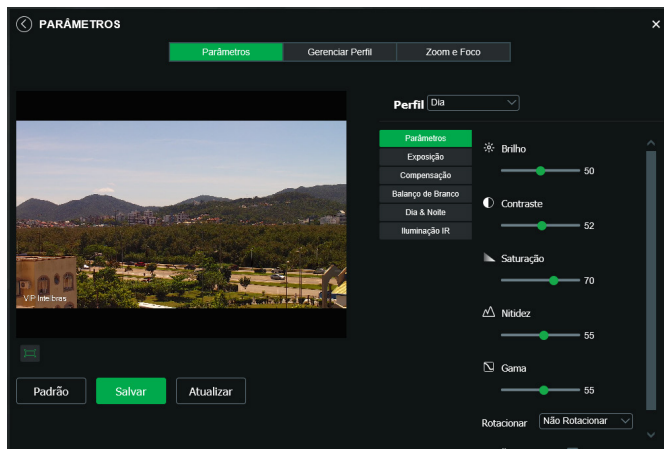 PARÂMETROS
Parâmetros
Gerenciar Perfil
Zoom e Foco
Perfil
Dia
Parâmetros
Exposição
Compensação
Balanço de Branco
Dia & Noite
Iluminação IR
Brilho
50
Contraste
52
Saturação
70
Nitidez
55
Gama
55
Rotacionar
Não Rotacionar
VIP Intelbras
Padrão
Salvar
Atualizar